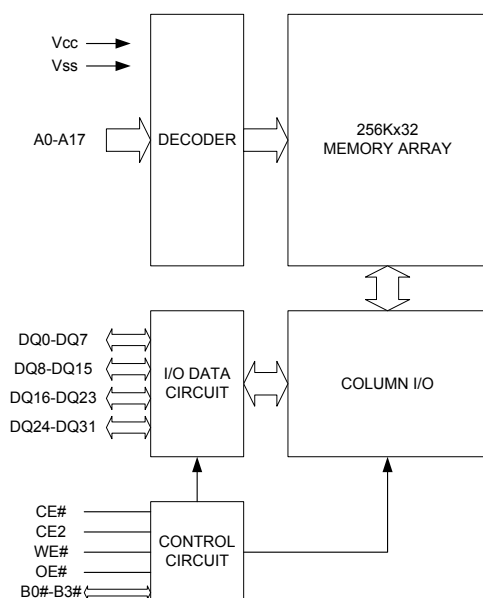 Vcc
Vss
A0-A17
DECODER
256Kx32
MEMORY ARRAY
DQ0-DQ7
DQ8-DQ15
DQ16-DQ23
DQ24-DQ31
I/O DATA
CIRCUIT
COLUMN I/O
CE#
CE2
WE#
OE#
B0#-B3#
CONTROL
CIRCUIT